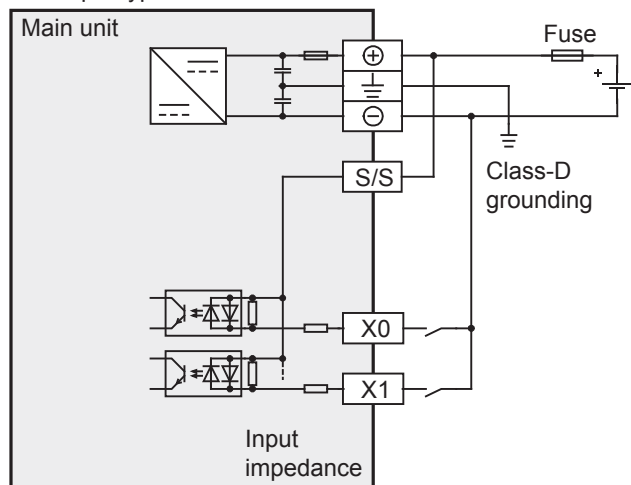 Main unit
Fuse
+
S/S
Class-D
grounding
X0
X1
Input
impedance